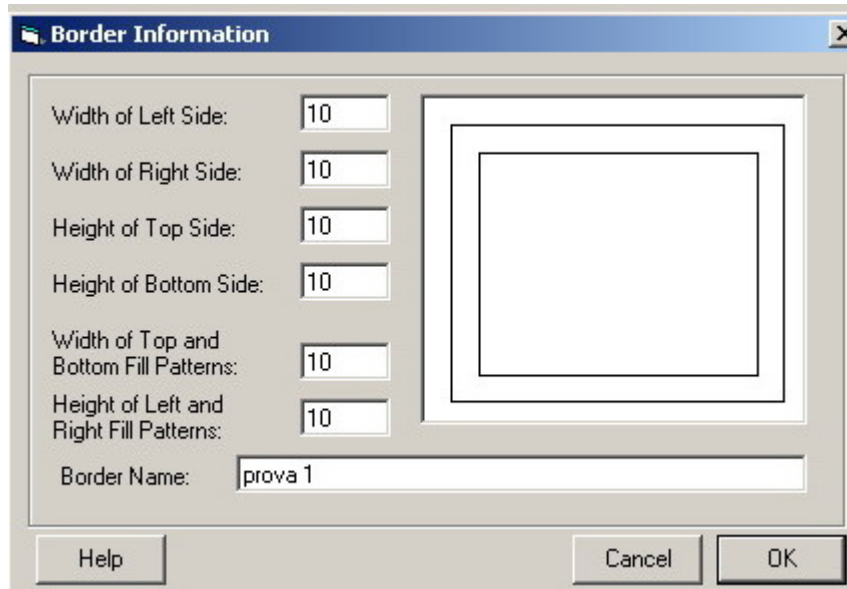 Border Information
Width of Left Side: 10
Width of Right Side: 10
Height of Top Side: 10
Height of Bottom Side: 10
Width of Top and
Bottom Fill Patterns: 10
Height of Left and
Right Fill Patterns: 10
Border Name: prova 1
Help Cancel OK